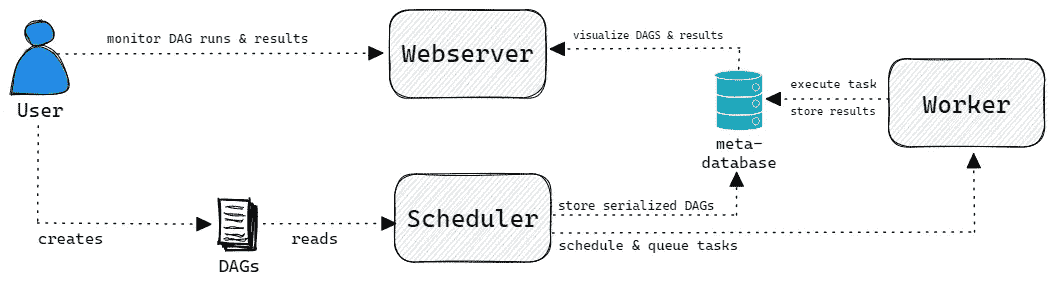 monitor DAG runs & results
Webserver
visualize DAGS & results
User
execute task
store results
Worker
meta-
database
creates
DAGs
reads
Scheduler
store serialized DAGs
schedule & queue tasks